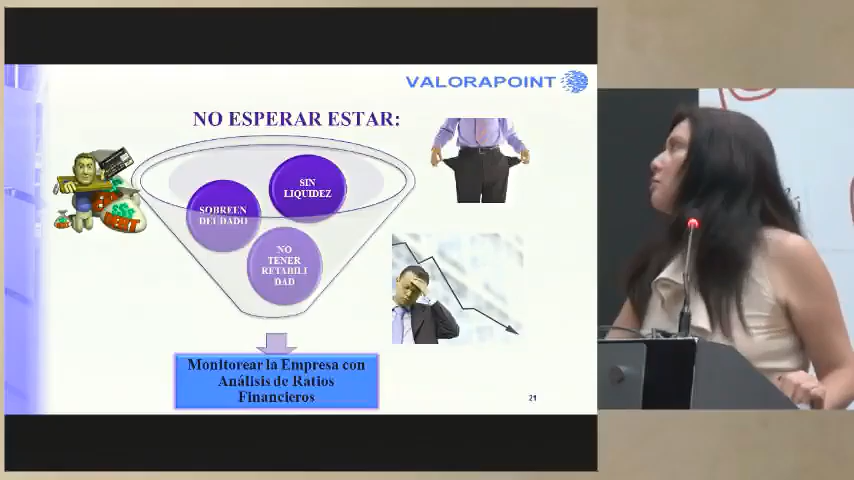 VALORAPOINT
NO ESPERAR ESTAR:
SIN
LIQUIDEZ
SOBREEN
DEUDADO
NO
TENER
RETABILI
DAD
DEBT
Monitorear la Empresa con
Análisis de Ratios
Financieros
21